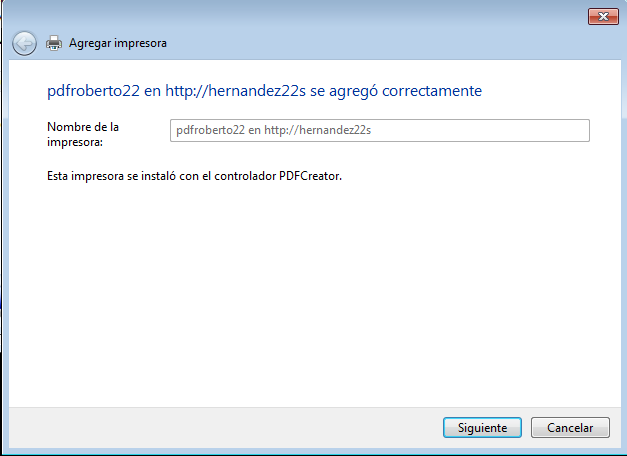 Agregar impresora
pdfroberto22 en http://hernandez22s se agregó correctamente
Nombre de la
impresora:
pdfroberto22 en http://hernandez22s
Esta impresora se instaló con el controlador PDFCreator.
Siguiente
Cancelar